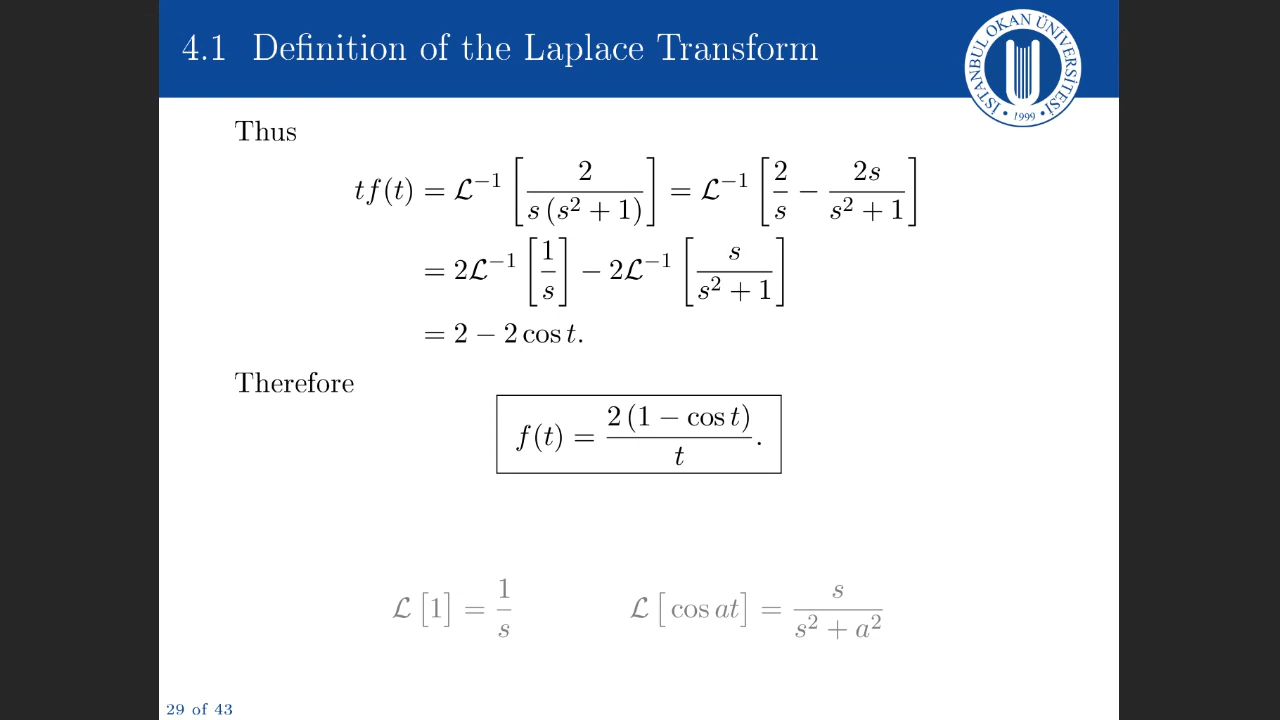 4.1 Definition of the Laplace Transform
İSTANBUL OKAN ÜNİVERSİTESİ
• 1999 •
Thus
tf(t) = ℒ⁻¹ [2 / (s (s² + 1))] = ℒ⁻¹ [2/s − 2s/(s² + 1)]
= 2ℒ⁻¹ [1/s] − 2ℒ⁻¹ [s/(s² + 1)]
= 2 − 2 cos t.
Therefore
f(t) = 2 (1 − cos t) / t.
ℒ [1] = 1/s    ℒ [cos at] = s/(s² + a²)
29 of 43